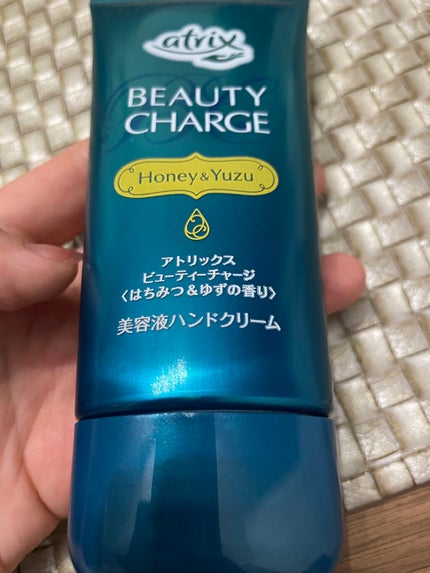 atrix
BEAUTY
CHARGE
Honey&Yuzu
アトリックス
ビューティーチャージ
〈はちみつ&ゆずの香り〉
美容液ハンドクリーム